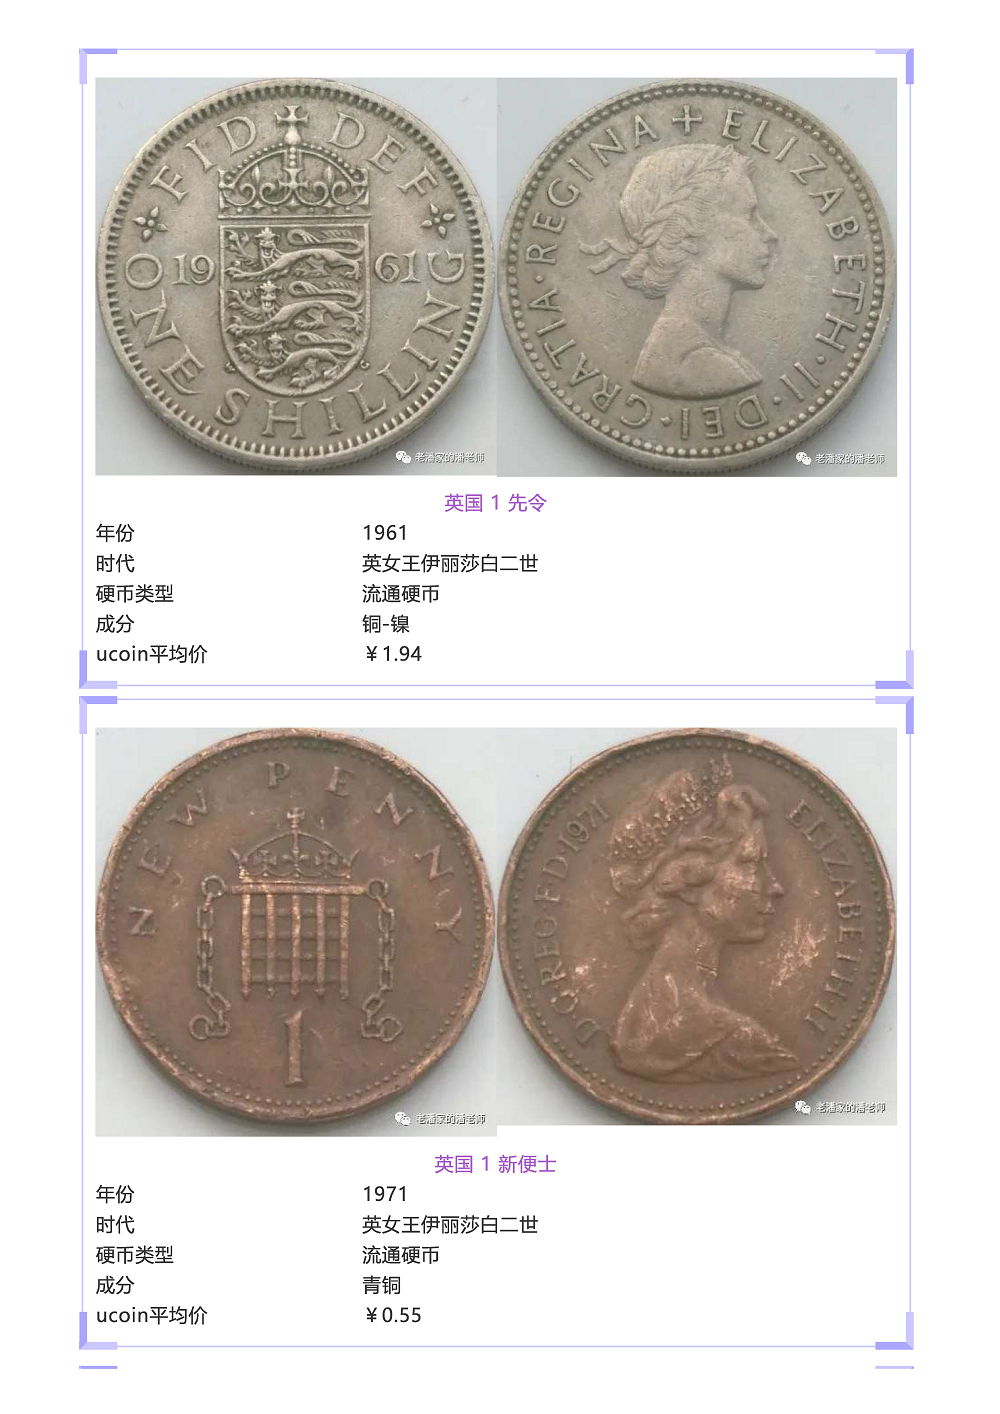 FID DEF
19 61
ONE SHILLING
ELIZABETH·II·DEI·GRATIA·REGINA+
老潘家的潘老师
老潘家的潘老师
英国 1 先令
年份 1961
时代 英女王伊丽莎白二世
硬币类型 流通硬币
成分 铜-镍
ucoin平均价 ￥1.94
NEW PENNY
1
D·G·REG·F·D·1971 ELIZABETH·II
老潘家的潘老师
老潘家的潘老师
英国 1 新便士
年份 1971
时代 英女王伊丽莎白二世
硬币类型 流通硬币
成分 青铜
ucoin平均价 ￥0.55